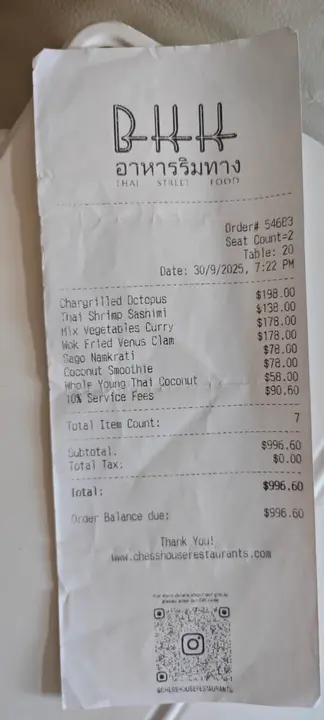 BKK
อาหารริมทาง
THAI STREET FOOD
Order# 54683
Seat Count=2
Table: 20
Date: 30/9/2025, 7:22 PM
Chargrilled Octopus $198.00
Thai Shrimp Sashimi $138.00
Mix Vegetables Curry $178.00
Wok Fried Venus Clam $178.00
Sago Namkrati $78.00
Coconut Smoothie $78.00
Whole Young Thai Coconut $58.00
10% Service Fees $90.60
Total Item Count: 7
Subtotal: $996.60
Total Tax: $0.00
Total: $996.60
Order Balance due: $996.60
Thank You!
www.chesshouserestaurants.com
@CHESSHOUSERESTAURANTS